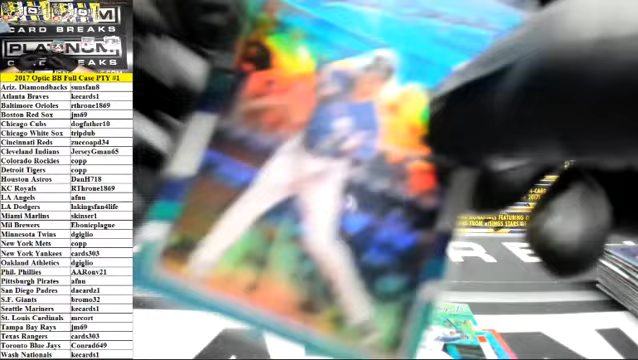 CARD BREAKS
PLATINUM
CARD BREAKS
2017 Optic BB Full Case PTY #1
Ariz. Diamondbacks sunsfan8
Atlanta Braves kecards1
Baltimore Orioles rthrone1869
Boston Red Sox jm69
Chicago Cubs dogfather10
Chicago White Sox tripdub
Cincinnati Reds ruccoapd34
Cleveland Indians JerseyGman65
Colorado Rockies copp
Detroit Tigers copp
Houston Astros DanH718
KC Royals RThrone1869
LA Angels afnu
LA Dodgers lakingsfan4life
Miami Marlins skinser1
Mil Brewers Ebonicplague
Minnesota Twins dgiglio
New York Mets copp
New York Yankees cards303
Oakland Athletics dgiglio
Phil. Phillies AARonv21
Pittsburgh Pirates afnu
San Diego Padres dacardz1
S.F. Giants bromo32
Seattle Mariners kecards1
St. Louis Cardinals mrcort
Tampa Bay Rays jm69
Texas Rangers cards303
Toronto Blue Jays Conrad649
Wash Nationals kecards1